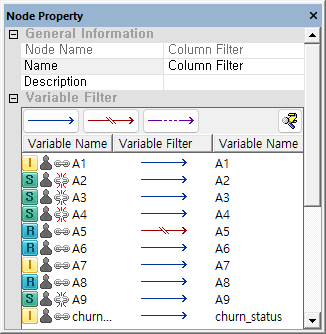 Node Property
General Information
Node Name Column Filter
Name Column Filter
Description
Variable Filter
Variable Name Variable Filter Variable Name
I A1 A1
S A2 A2
S A3 A3
S A4 A4
R A5 A5
R A6 A6
I A7 A7
R A8 A8
S A9 A9
I churn... churn_status